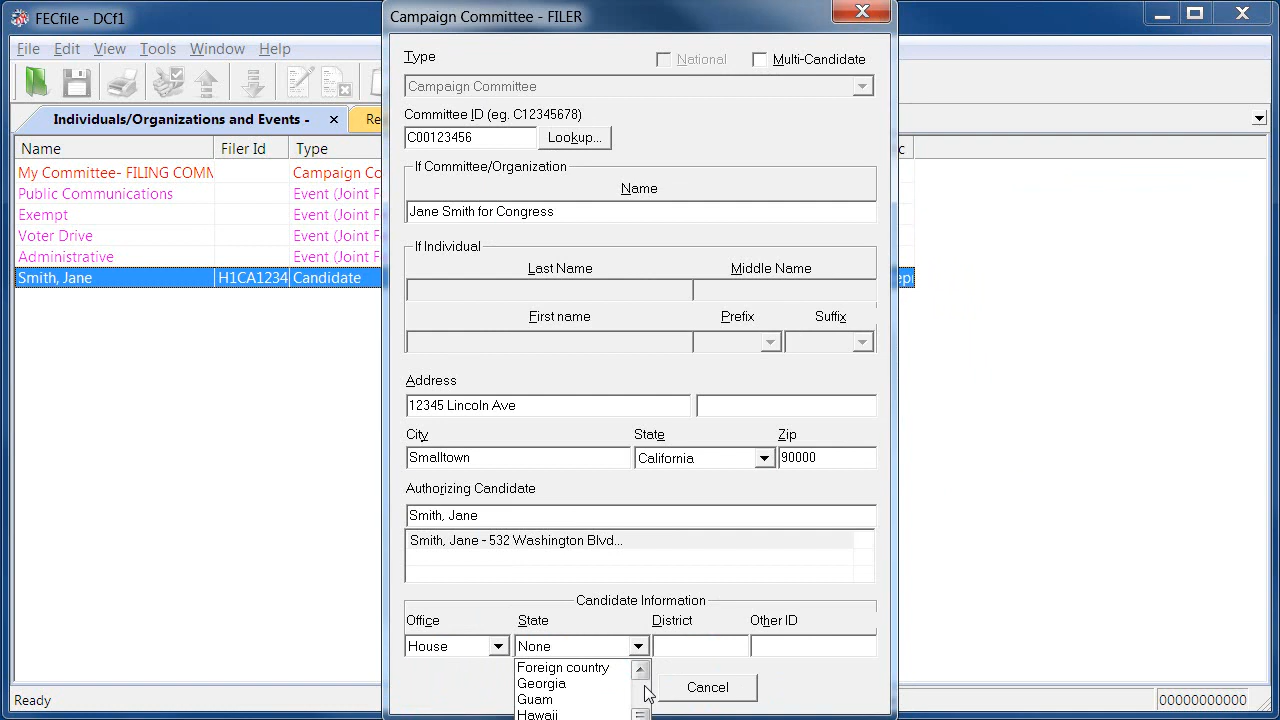 FECfile - DCf1
Campaign Committee - FILER
File Edit View Tools Window Help
Individuals/Organizations and Events -
Name Filer Id Type
My Committee- FILING COMM Campaign Co
Public Communications Event (Joint F
Exempt Event (Joint F
Voter Drive Event (Joint F
Administrative Event (Joint F
Smith, Jane H1CA1234 Candidate
Type
National
Multi-Candidate
Campaign Committee
Committee ID (eg. C12345678)
C00123456 Lookup...
If Committee/Organization
Name
Jane Smith for Congress
If Individual
Last Name Middle Name
First name Prefix Suffix
Address
12345 Lincoln Ave
City State Zip
Smalltown California 90000
Authorizing Candidate
Smith, Jane
Smith, Jane - 532 Washington Blvd...
Candidate Information
Office State District Other ID
House None
Foreign country
Georgia
Guam
Hawaii
Cancel
Ready 00000000000